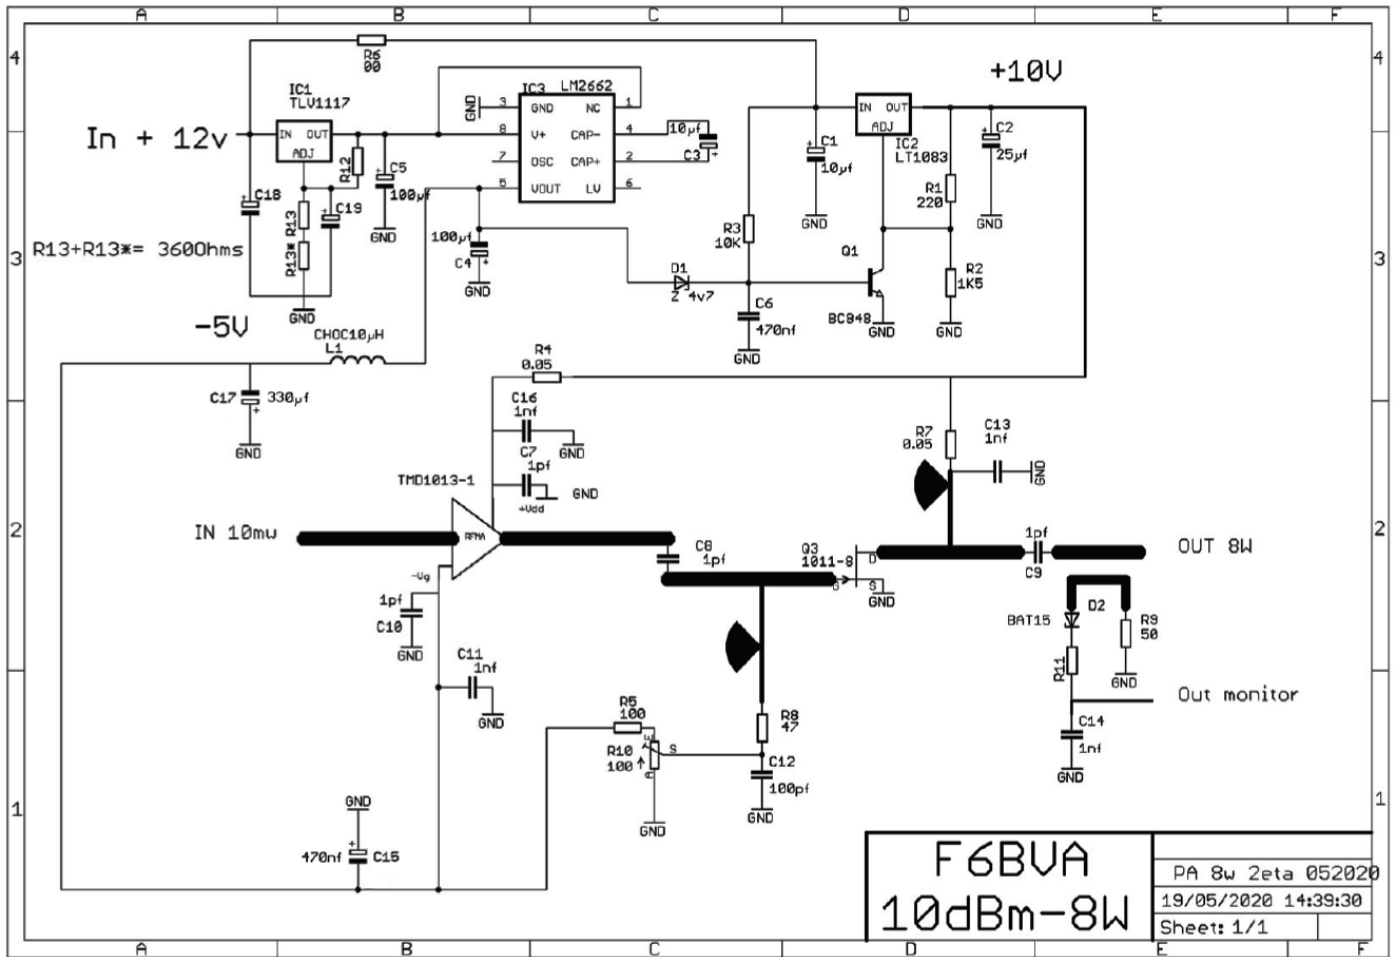 A B C D E F
4 4
R6
00
+10V
IC1
TLV1117
IC3 LM2662
IN OUT
ADJ
In + 12v
GND
3 GND NC 1
8 V+ CAP- 4
7 OSC CAP+ 2
5 VOUT LV 6
10µf
C3
+
C1
10µf
GND
IN OUT
ADJ
IC2
LT1083
C2
25µf
GND
R12
C5
100µf
GND
C18
C19
R13
R13*
R13+R13*= 360Ohms
GND
100µf
C4
GND
R3
10K
R1
220
Q1
BC848
GND
R2
1K5
GND
D1
Z 4v7
C6
470nf
GND
3 3
-5V
CHOC10µH
L1
C17 330µf
GND
R4
0.05
C16
1nf
GND
C7
1pf
GND
+Vdd
R7
0.05
C13
1nf
GND
TMD1013-1
RFMA
-Vg
2 2
IN 10mw
C8
1pf
Q3
1011-8
D
G
S
GND
1pf
C9
OUT 8W
1pf
C10
GND
C11
1nf
GND
BAT15
D2
R9
50
GND
R11
Out monitor
C14
1nf
GND
R5
100
R10
100
E
S
A
GND
R8
47
C12
100pf
GND
1 1
GND
470nf C15
F6BVA
10dBm-8W
PA 8w 2eta 052020
19/05/2020 14:39:30
Sheet: 1/1
A B C D E F